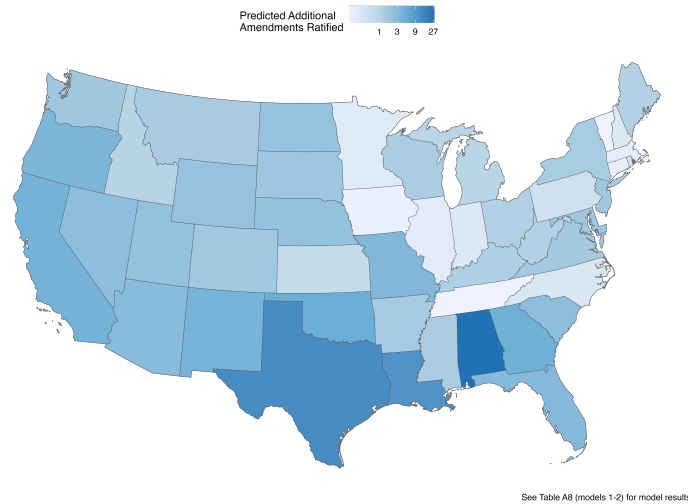 Predicted Additional
Amendments Ratified
1 3 9 27
See Table A8 (models 1-2) for model results